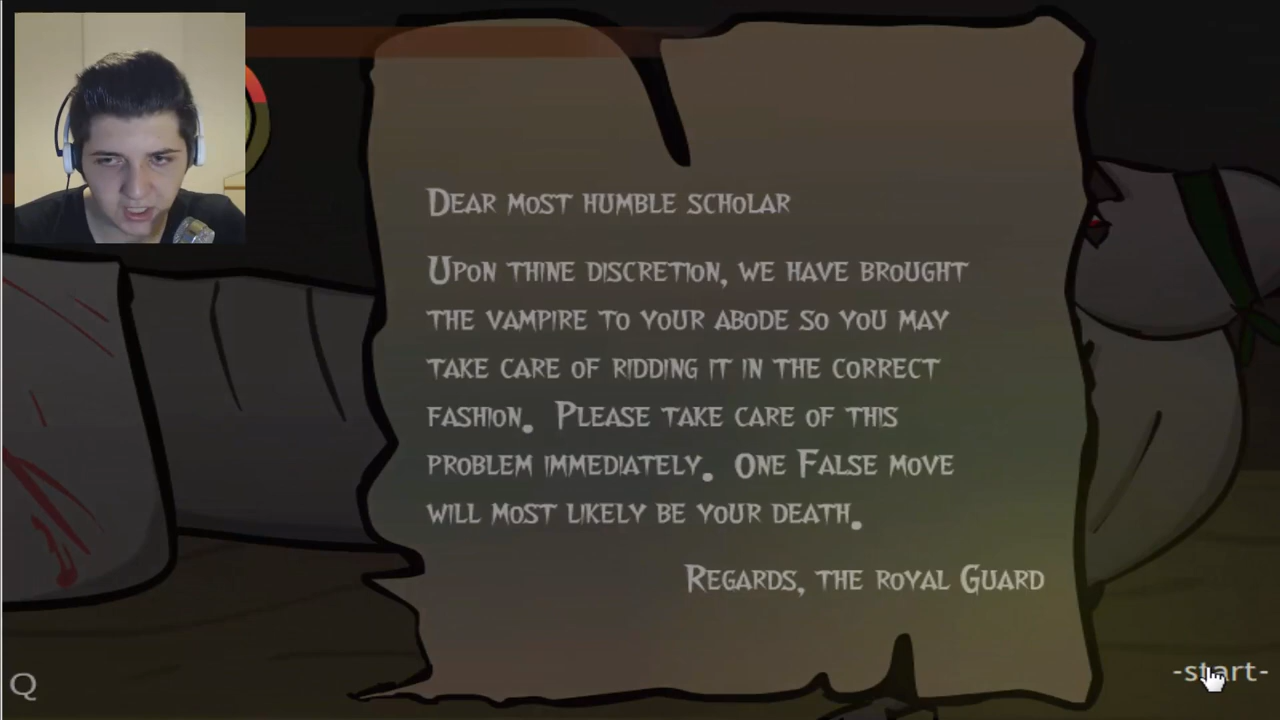 Dear most humble scholar
Upon thine discretion, we have brought
the vampire to your abode so you may
take care of ridding it in the correct
fashion. Please take care of this
problem immediately. One False move
will most likely be your death.
Regards, the royal Guard
Q
-start-